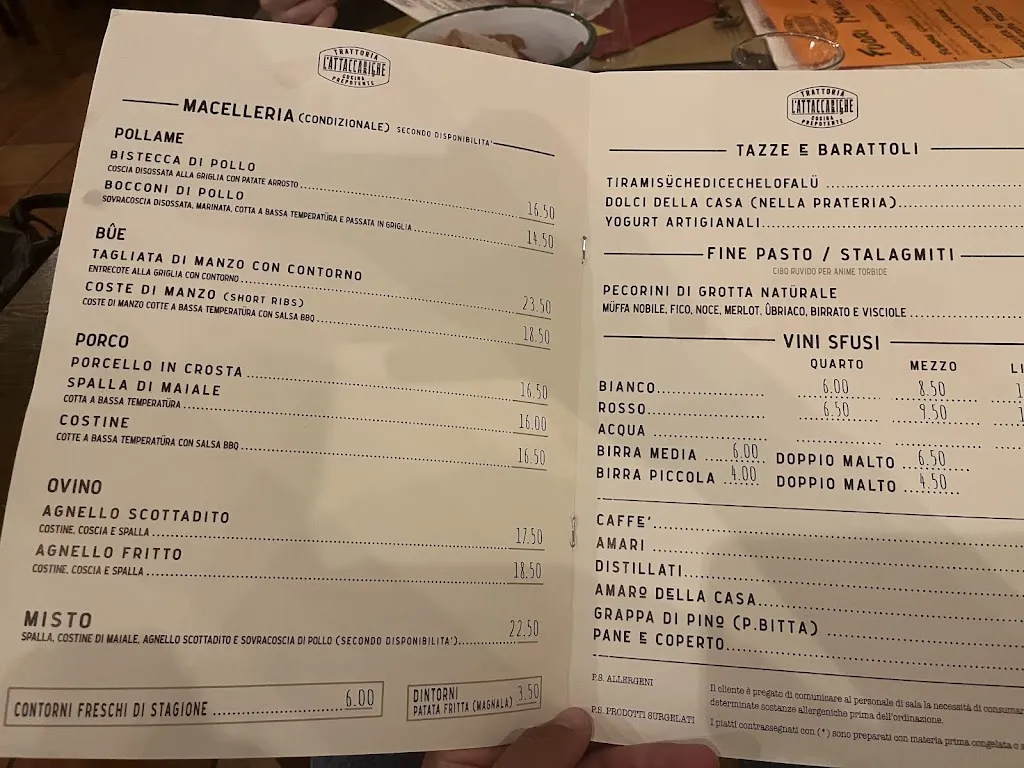 TRATTORIA
L'ATTACCABIGHE
CUCINA
PREPOTENTE
MACELLERIA (CONDIZIONALE) SECONDO DISPONIBILITA'
POLLAME
BISTECCA DI POLLO
COSCIA DISOSSATA ALLA GRIGLIA CON PATATE ARROSTO 16.50
BOCCONI DI POLLO
SOVRACOSCIA DISOSSATA, MARINATA, COTTA A BASSA TEMPERATÜRA E PASSATA IN GRIGLIA 14.50
BÛE
TAGLIATA DI MANZO CON CONTORNO
ENTRECOTE ALLA GRIGLIA CON CONTORNO 23.50
COSTE DI MANZO (SHORT RIBS)
COSTE DI MANZO COTTE A BASSA TEMPERATÜRA CON SALSA BBQ 18.50
PORCO
PORCELLO IN CROSTA 16.50
SPALLA DI MAIALE
COTTA A BASSA TEMPERATÜRA 16.00
COSTINE
COTTE A BASSA TEMPERATÜRA CON SALSA BBQ 16.50
OVINO
AGNELLO SCOTTADITO
COSTINE, COSCIA E SPALLA 17.50
AGNELLO FRITTO
COSTINE, COSCIA E SPALLA 18.50
MISTO
SPALLA, COSTINE DI MAIALE, AGNELLO SCOTTADITO E SOVRACOSCIA DI POLLO (SECONDO DISPONIBILITA') 22.50
CONTORNI FRESCHI DI STAGIONE 6.00
DINTORNI
PATATA FRITTA (MAGNALA) 3.50
TRATTORIA
L'ATTACCABIGHE
CUCINA
PREPOTENTE
TAZZE E BARATTOLI
TIRAMISÜCHEDICECHELOFALÜ
DOLCI DELLA CASA (NELLA PRATERIA)
YOGURT ARTIGIANALI
FINE PASTO / STALAGMITI
CIBO RUVIDO PER ANIME TORBIDE
PECORINI DI GROTTA NATÜRALE
MÜFFA NOBILE, FICO, NOCE, MERLOT, ÛBRIACO, BIRRATO E VISCIOLE
VINI SFUSI
QUARTO MEZZO
BIANCO 6.00 8.50
ROSSO 6.50 9.50
ACQUA
BIRRA MEDIA 6.00 DOPPIO MALTO 6.50
BIRRA PICCOLA 4.00 DOPPIO MALTO 4.50
CAFFE'
AMARI
DISTILLATI
AMARO DELLA CASA
GRAPPA DI PINO (P.BITTA)
PANE E COPERTO
P.S. ALLERGENI
Il cliente è pregato di comunicare al personale di sala la necessità di
determinate sostanze allergeniche prima dell'ordinazione.
P.S. PRODOTTI SURGELATI
I piatti contrassegnati con (*) sono preparati con materia prima congelata o